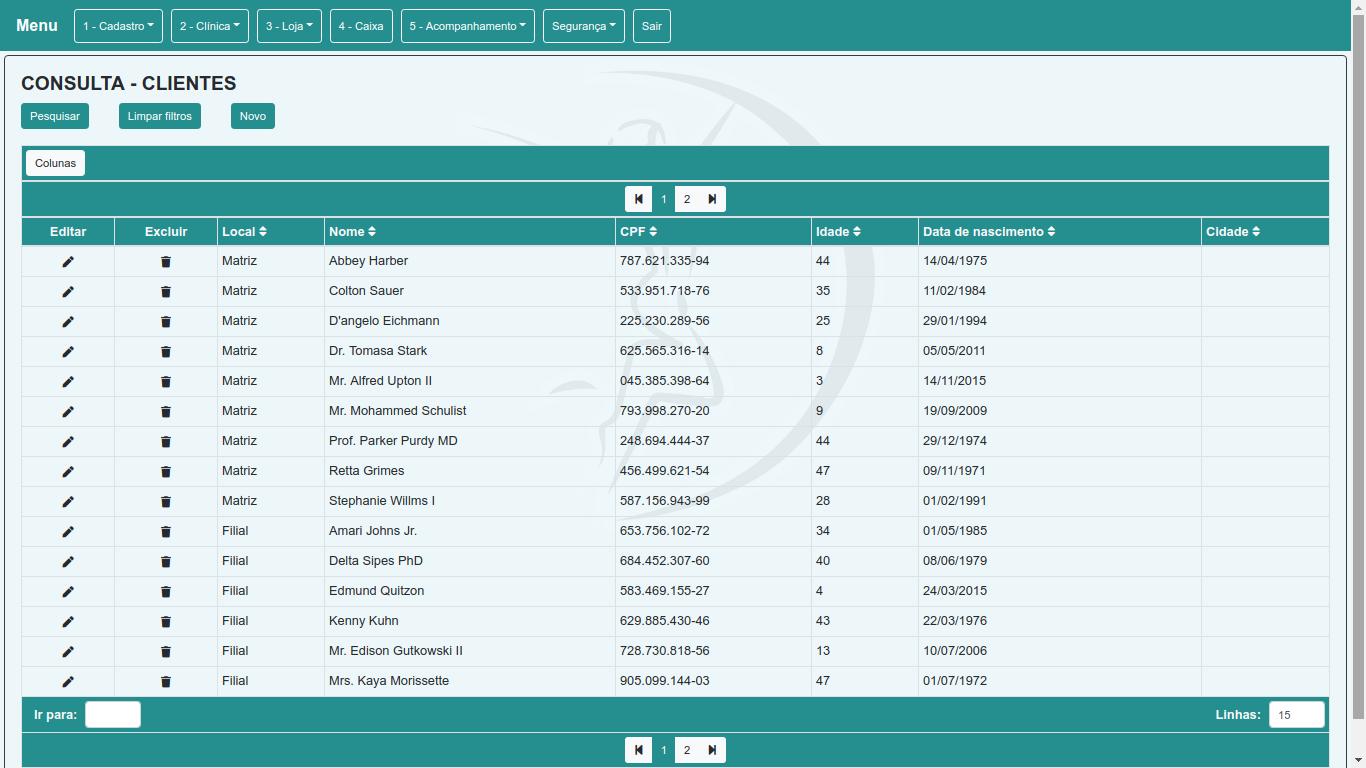 Menu 1 - Cadastro 2 - Clínica 3 - Loja 4 - Caixa 5 - Acompanhamento Segurança Sair
CONSULTA - CLIENTES
Pesquisar Limpar filtros Novo
Colunas
1 2
Editar Excluir Local Nome CPF Idade Data de nascimento Cidade
Matriz Abbey Harber 787.621.335-94 44 14/04/1975
Matriz Colton Sauer 533.951.718-76 35 11/02/1984
Matriz D'angelo Eichmann 225.230.289-56 25 29/01/1994
Matriz Dr. Tomasa Stark 625.565.316-14 8 05/05/2011
Matriz Mr. Alfred Upton II 045.385.398-64 3 14/11/2015
Matriz Mr. Mohammed Schulist 793.998.270-20 9 19/09/2009
Matriz Prof. Parker Purdy MD 248.694.444-37 44 29/12/1974
Matriz Retta Grimes 456.499.621-54 47 09/11/1971
Matriz Stephanie Willms I 587.156.943-99 28 01/02/1991
Filial Amari Johns Jr. 653.756.102-72 34 01/05/1985
Filial Delta Sipes PhD 684.452.307-60 40 08/06/1979
Filial Edmund Quitzon 583.469.155-27 4 24/03/2015
Filial Kenny Kuhn 629.885.430-46 43 22/03/1976
Filial Mr. Edison Gutkowski II 728.730.818-56 13 10/07/2006
Filial Mrs. Kaya Morissette 905.099.144-03 47 01/07/1972
Ir para: Linhas: 15
1 2